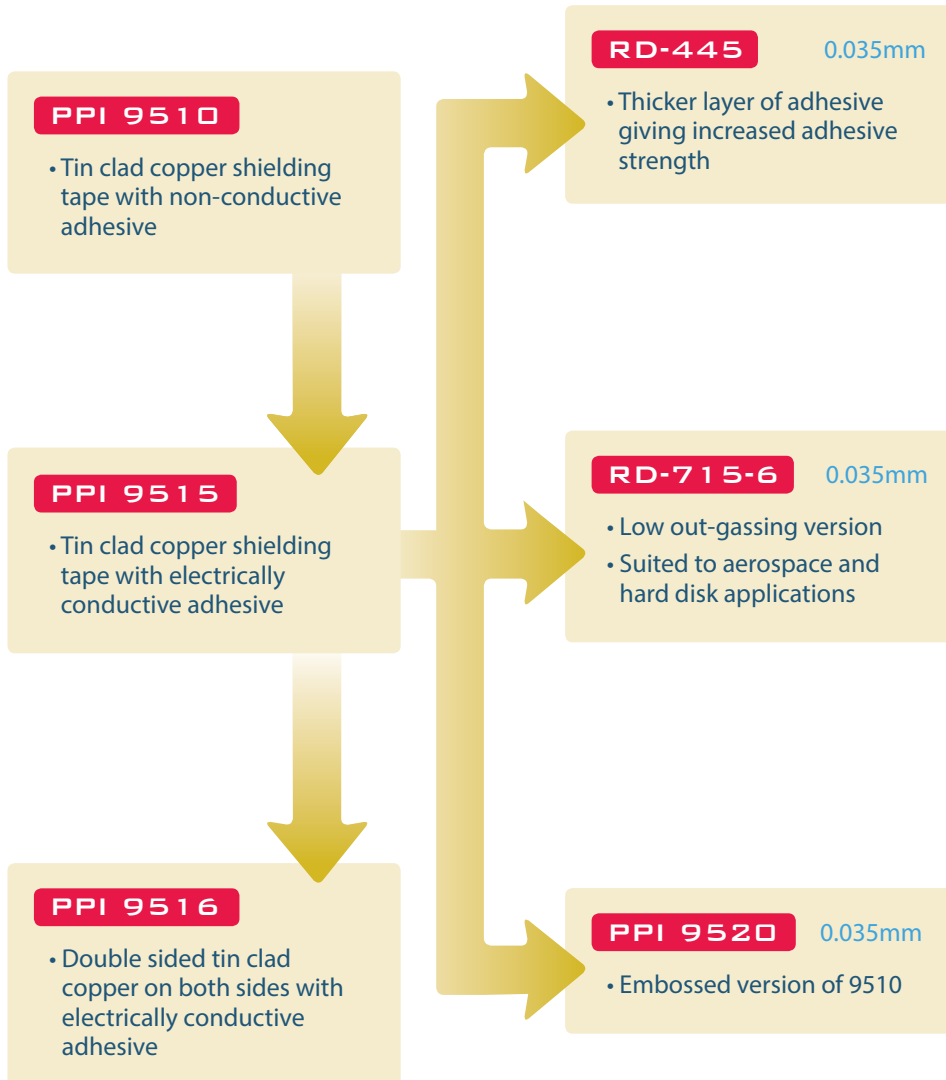 PPI 9510
• Tin clad copper shielding
tape with non-conductive
adhesive
PPI 9515
• Tin clad copper shielding
tape with electrically
conductive adhesive
PPI 9516
• Double sided tin clad
copper on both sides with
electrically conductive
adhesive
RD-445 0.035mm
• Thicker layer of adhesive
giving increased adhesive
strength
RD-715-6 0.035mm
• Low out-gassing version
• Suited to aerospace and
hard disk applications
PPI 9520 0.035mm
• Embossed version of 9510